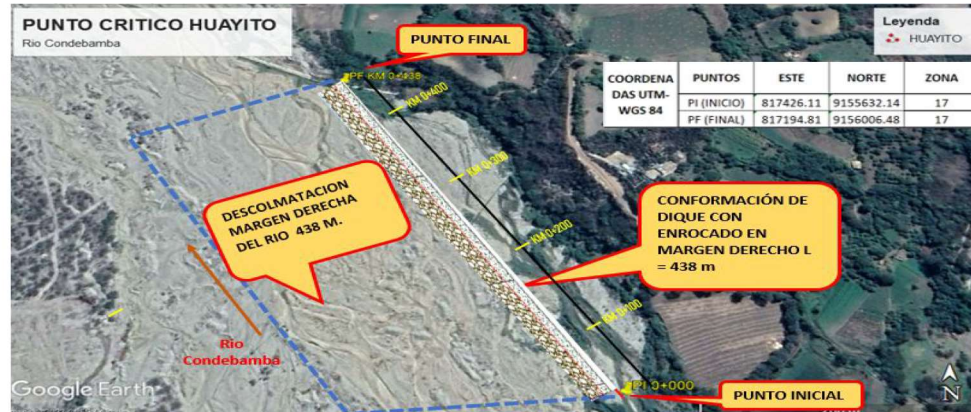 PUNTO CRITICO HUAYITO
Rio Condebamba
PUNTO FINAL
Leyenda
HUAYITO
COORDENA
DAS UTM-
WGS 84
PUNTOS ESTE NORTE ZONA
PI (INICIO) 817426.11 9155632.14 17
PF (FINAL) 817194.81 9156006.48 17
PF KM 0+438
KM 0+400
KM 0+300
KM 0+200
KM 0+100
PI 0+000
DESCOLMATACION
MARGEN DERECHA
DEL RIO 438 M.
CONFORMACIÓN DE
DIQUE CON
ENROCADO EN
MARGEN DERECHO L
= 438 m
Rio
Condebamba
PUNTO INICIAL
Google Earth
N